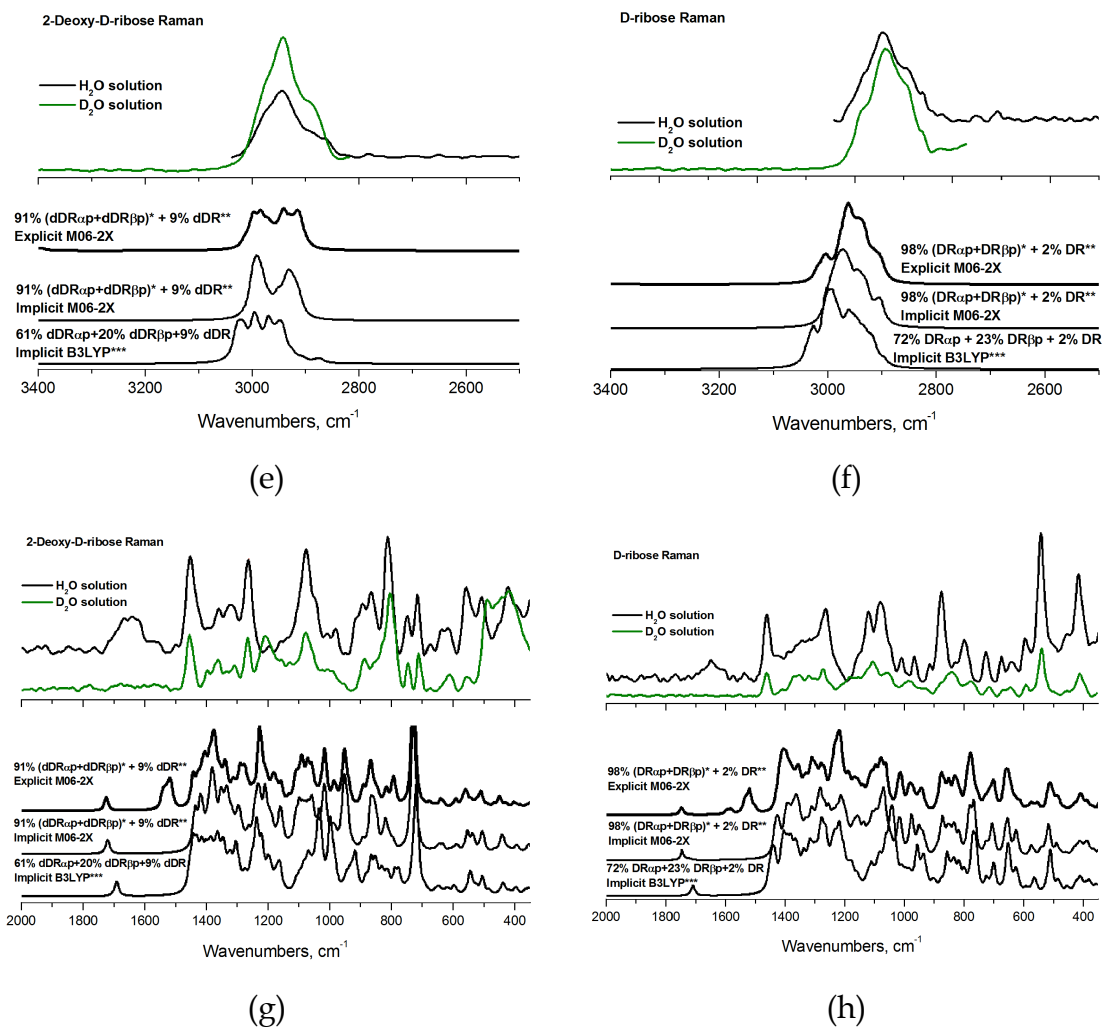 2-Deoxy-D-ribose Raman
H₂O solution
D₂O solution
91% (dDRαp+dDRβp)* + 9% dDR**
Explicit M06-2X
91% (dDRαp+dDRβp)* + 9% dDR**
Implicit M06-2X
61% dDRαp+20% dDRβp+9% dDR
Implicit B3LYP***
3400 3200 3000 2800 2600
Wavenumbers, cm⁻¹
(e)
D-ribose Raman
H₂O solution
D₂O solution
98% (DRαp+DRβp)* + 2% DR**
Explicit M06-2X
98% (DRαp+DRβp)* + 2% DR**
Implicit M06-2X
72% DRαp + 23% DRβp + 2% DR
Implicit B3LYP***
3400 3200 3000 2800 2600
Wavenumbers, cm⁻¹
(f)
2-Deoxy-D-ribose Raman
H₂O solution
D₂O solution
91% (dDRαp+dDRβp)* + 9% dDR**
Explicit M06-2X
91% (dDRαp+dDRβp)* + 9% dDR**
Implicit M06-2X
61% dDRαp+20% dDRβp+9% dDR
Implicit B3LYP***
2000 1800 1600 1400 1200 1000 800 600 400
Wavenumbers, cm⁻¹
(g)
D-ribose Raman
H₂O solution
D₂O solution
98% (DRαp+DRβp)* + 2% DR**
Explicit M06-2X
98% (DRαp+DRβp)* + 2% DR**
Implicit M06-2X
72% DRαp+23% DRβp+2% DR
Implicit B3LYP***
2000 1800 1600 1400 1200 1000 800 600 400
Wavenumbers, cm⁻¹
(h)